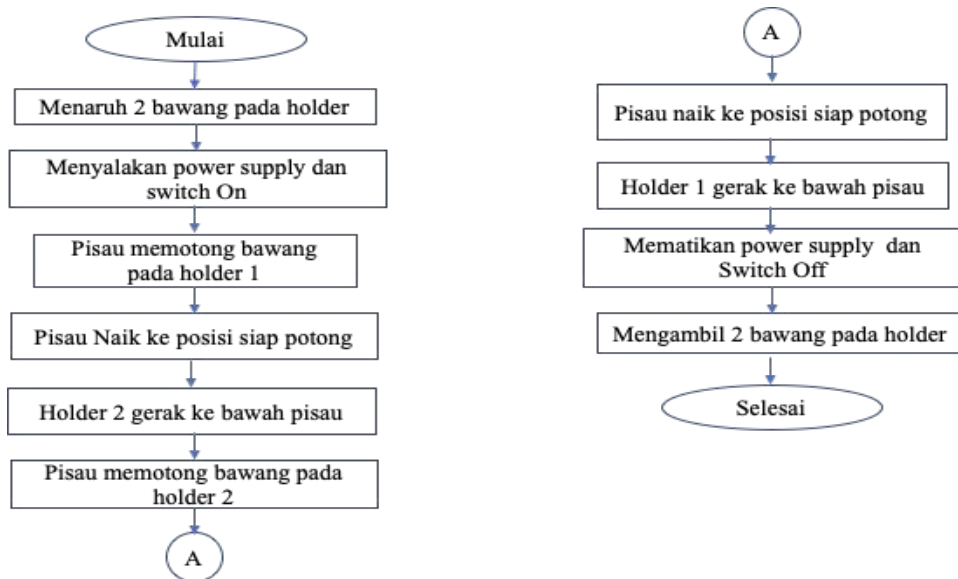 Mulai
Menaruh 2 bawang pada holder
Menyalakan power supply dan
switch On
Pisau memotong bawang
pada holder 1
Pisau Naik ke posisi siap potong
Holder 2 gerak ke bawah pisau
Pisau memotong bawang pada
holder 2
A
A
Pisau naik ke posisi siap potong
Holder 1 gerak ke bawah pisau
Mematikan power supply dan
Switch Off
Mengambil 2 bawang pada holder
Selesai